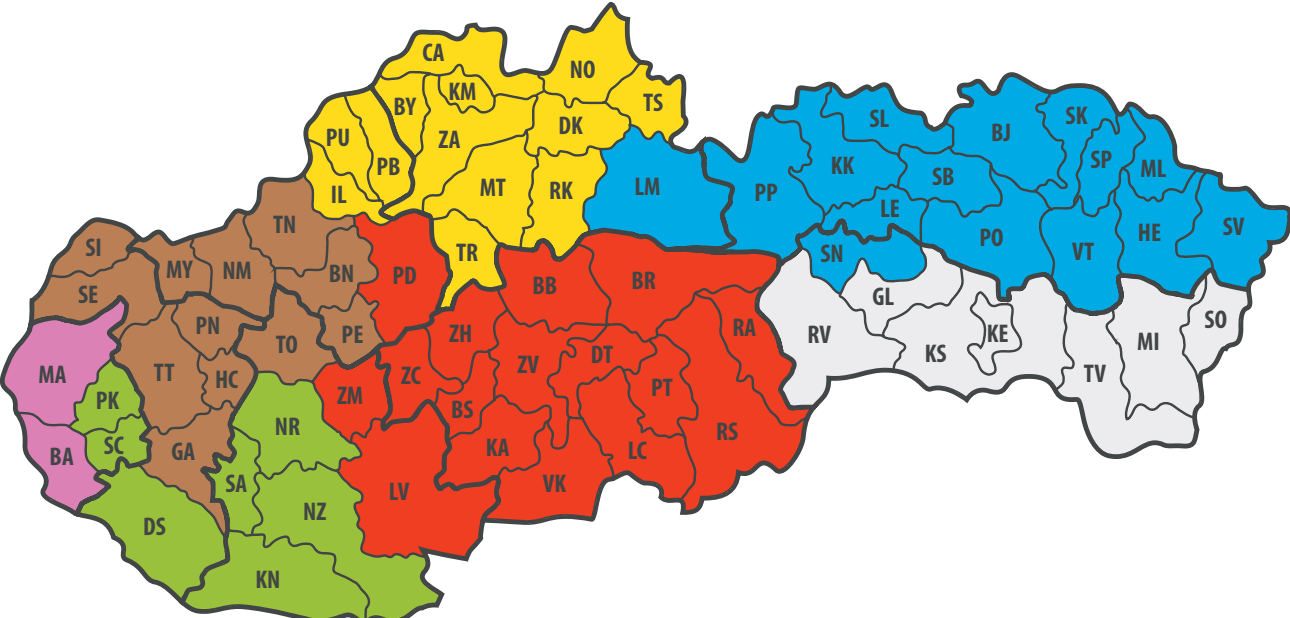 CA
NO
KM
TS
BY
PU
ZA
DK
PB
IL
MT
RK
LM
TR
PP
KK
SL
SB
LE
BJ
SK
SP
ML
PO
VT
HE
SV
SN
GL
RV
KS
KE
TV
MI
SO
TN
SI
MY
NM
BN
SE
PN
TO
PE
TT
HC
GA
PD
BB
BR
ZH
RA
ZV
DT
ZC
PT
ZM
BS
KA
LC
RS
LV
VK
MA
BA
PK
SC
NR
SA
NZ
DS
KN